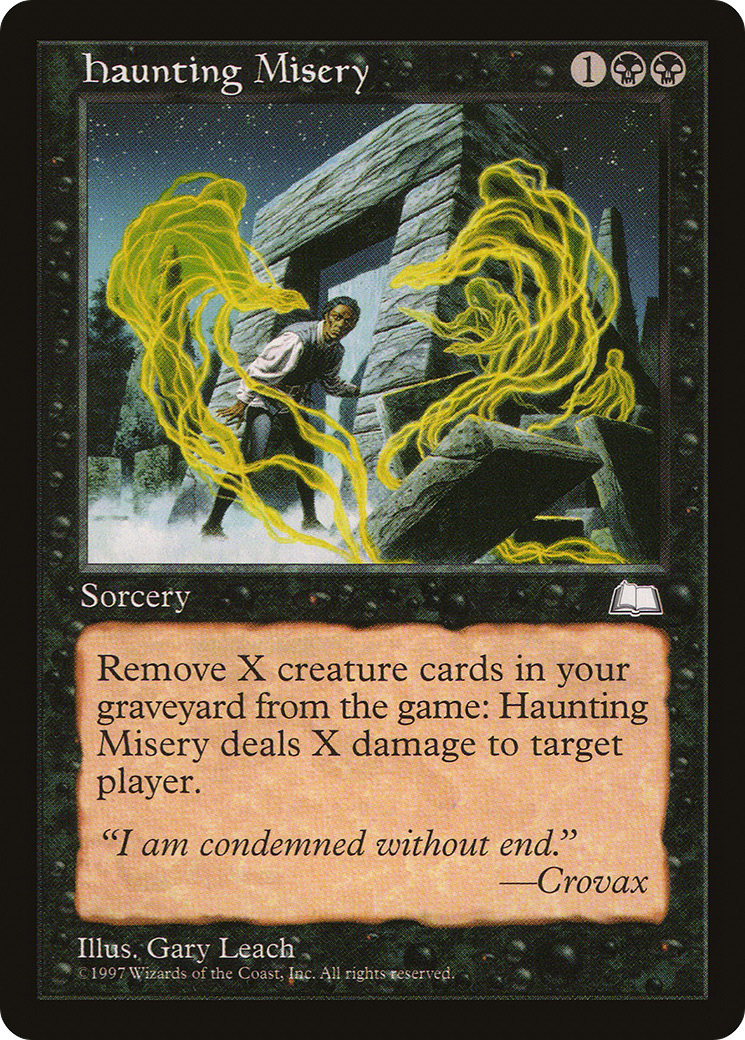 Haunting Misery
1
Sorcery
Remove X creature cards in your
graveyard from the game: Haunting
Misery deals X damage to target
player.
“I am condemned without end.”
—Crovax
Illus. Gary Leach
©1997 Wizards of the Coast, Inc. All rights reserved.